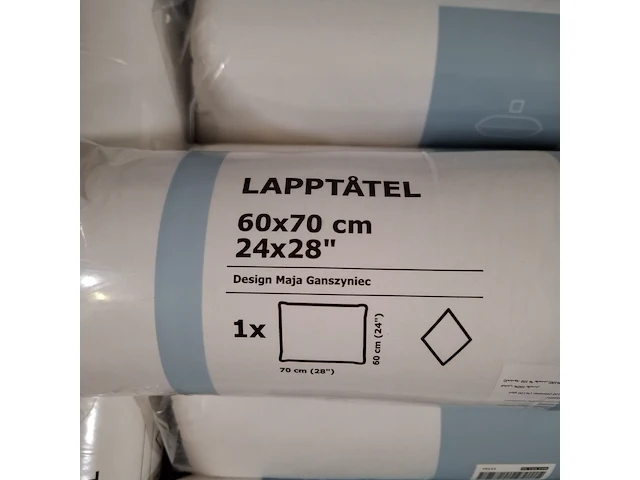 LAPPTÅTEL
60x70 cm
24x28"
Design Maja Ganszyniec
1x
60 cm (24")
70 cm (28")